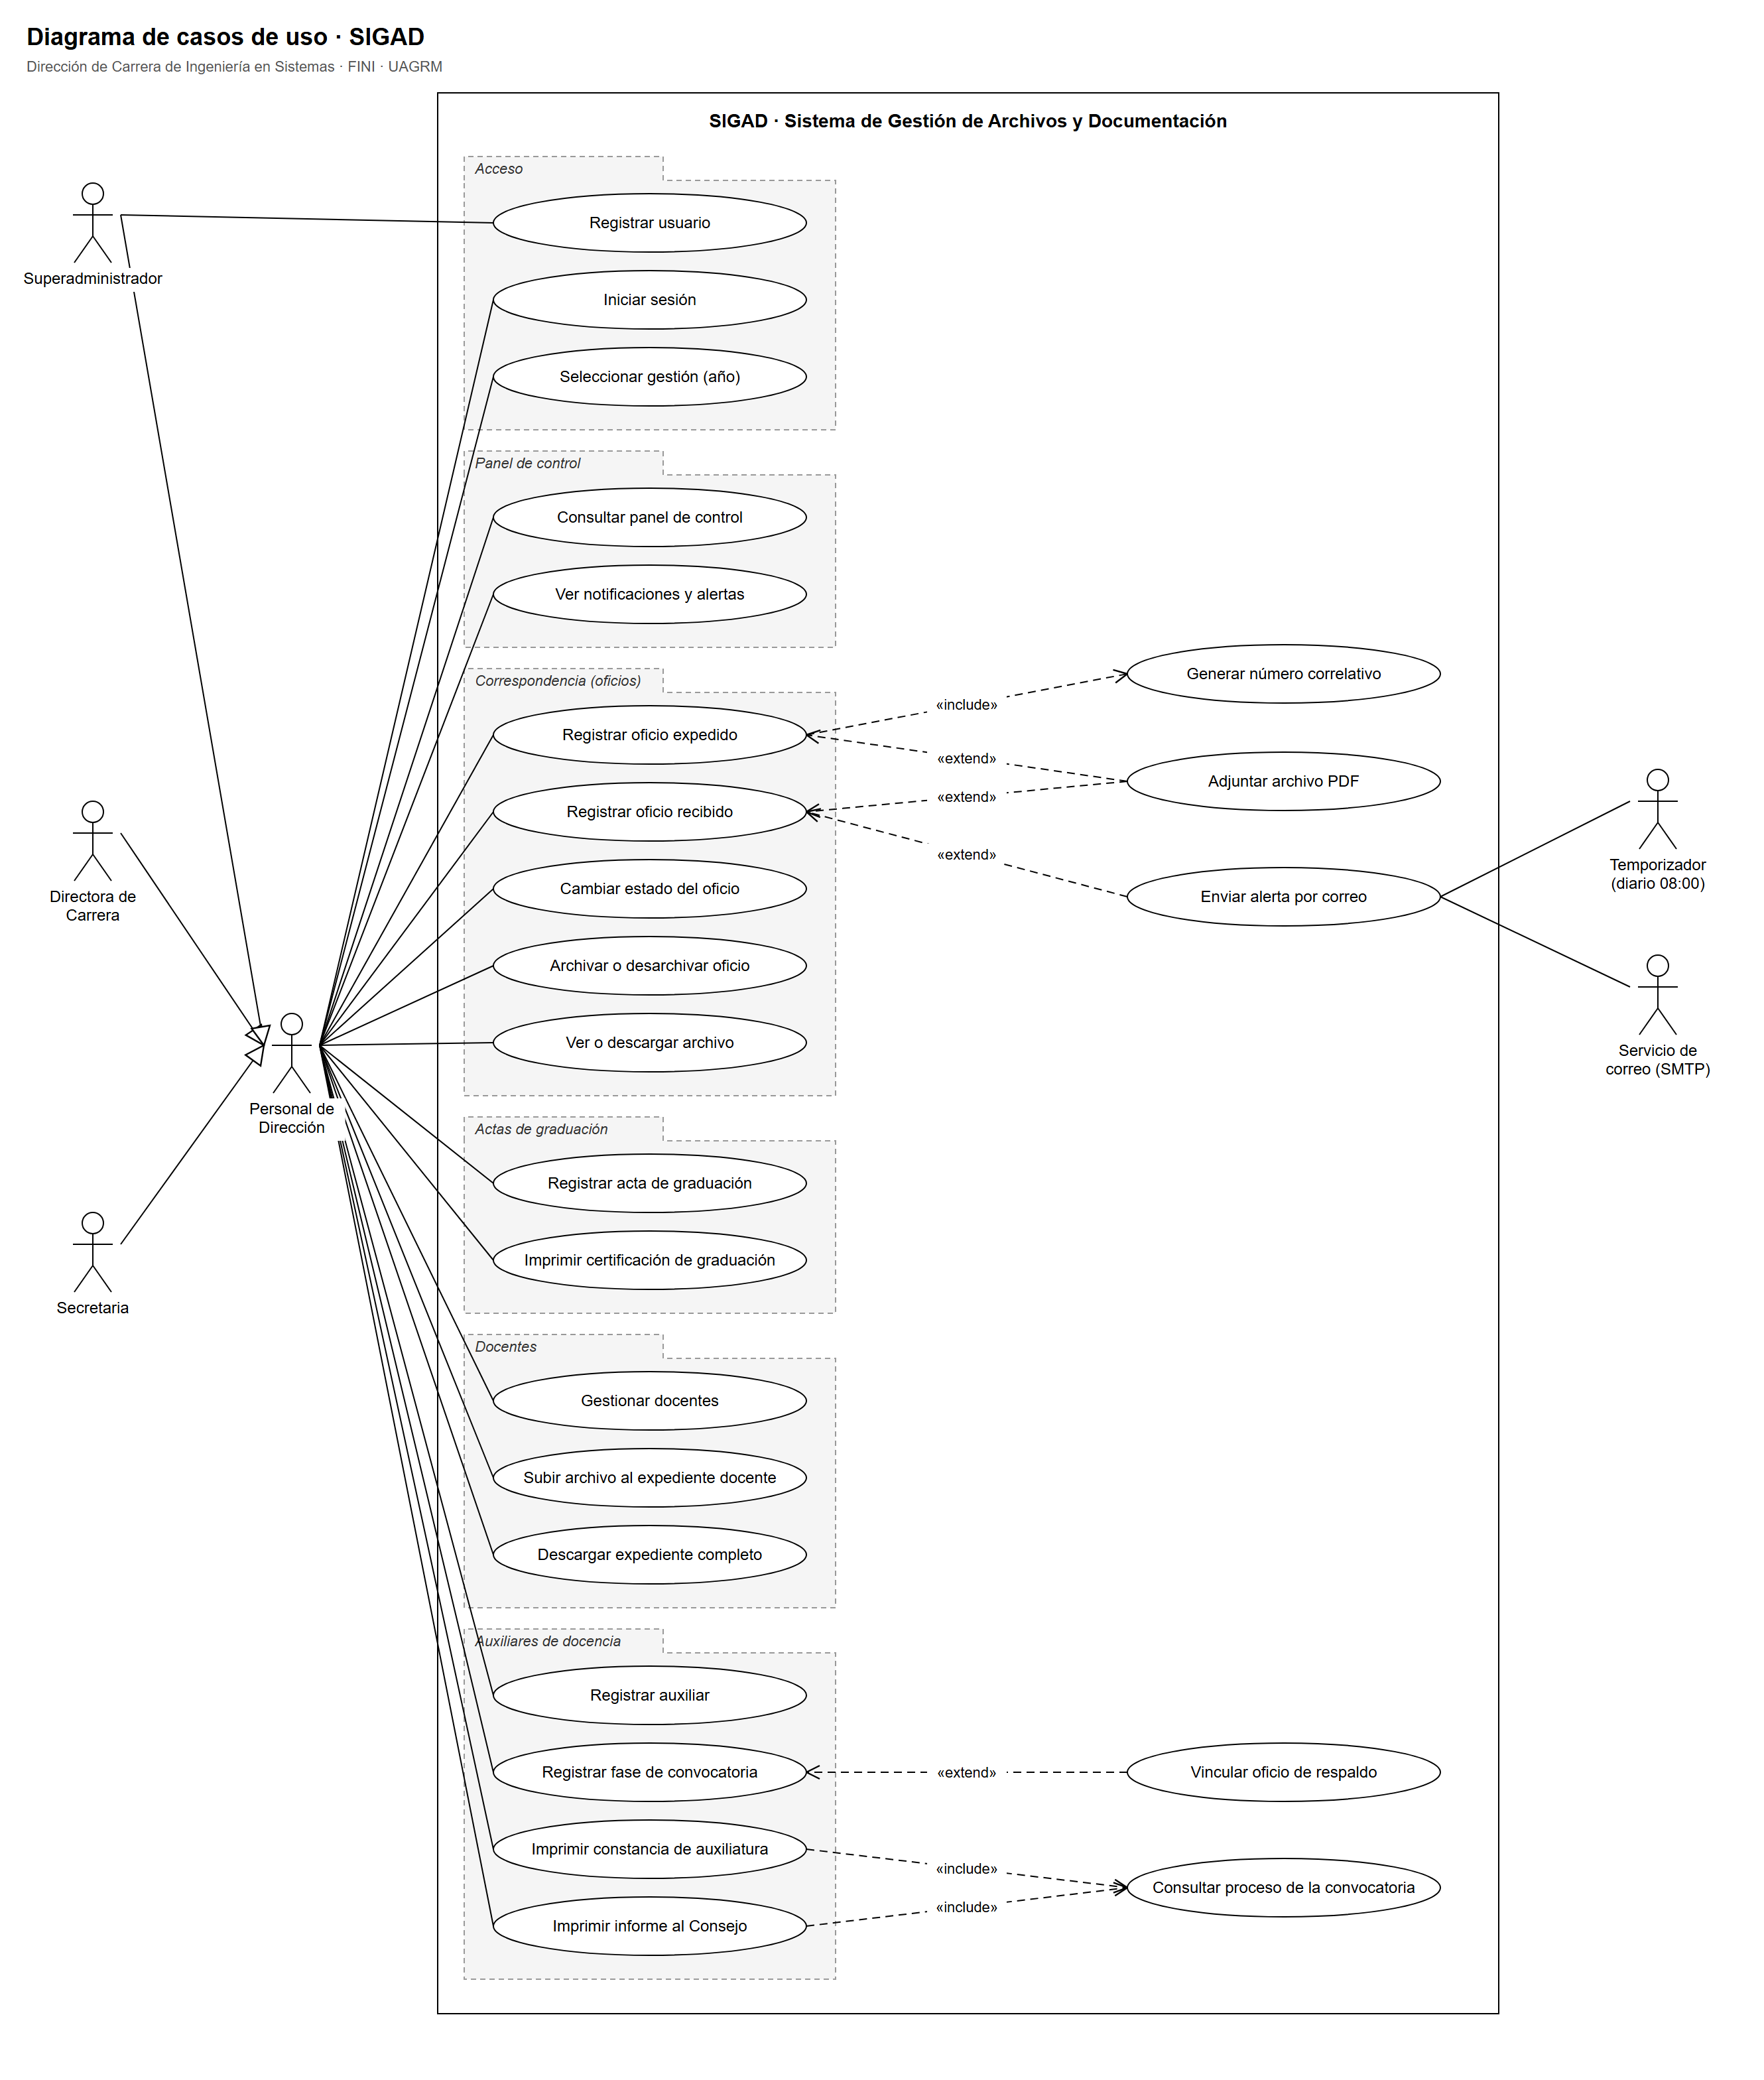 Diagrama de casos de uso · SIGAD
Dirección de Carrera de Ingeniería en Sistemas · FINI · UAGRM
SIGAD · Sistema de Gestión de Archivos y Documentación
Acceso
Registrar usuario
Superadministrador
Iniciar sesión
Seleccionar gestión (año)
Panel de control
Consultar panel de control
Ver notificaciones y alertas
Correspondencia (oficios)
Registrar oficio expedido
Registrar oficio recibido
Cambiar estado del oficio
Archivar o desarchivar oficio
Ver o descargar archivo
«include»
«extend»
«extend»
«extend»
Generar número correlativo
Adjuntar archivo PDF
Enviar alerta por correo
Temporizador
(diario 08:00)
Servicio de
correo (SMTP)
Directora de
Carrera
Personal de
Dirección
Secretaria
Actas de graduación
Registrar acta de graduación
Imprimir certificación de graduación
Docentes
Gestionar docentes
Subir archivo al expediente docente
Descargar expediente completo
Auxiliares de docencia
Registrar auxiliar
Registrar fase de convocatoria
«extend»
Vincular oficio de respaldo
Imprimir constancia de auxiliatura
«include»
Consultar proceso de la convocatoria
«include»
Imprimir informe al Consejo